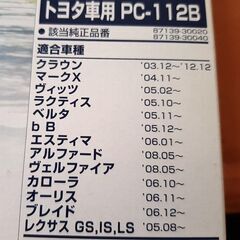 トヨタ車用 PC-112B
● 該当純正品番 87139-30020
87139-30040
適合車種
クラウン '03.12〜'12.12
マークX '04.11〜
ヴィッツ '05.02〜
ラクティス '05.10〜
ベルタ '05.11〜
bB '05.12〜
エスティマ '06.01〜
アルファード '08.05〜
ヴェルファイア '08.05〜
カローラ '06.10〜
オーリス '06.10〜
ブレイド '06.12〜
レクサス GS,IS,LS '05.08〜